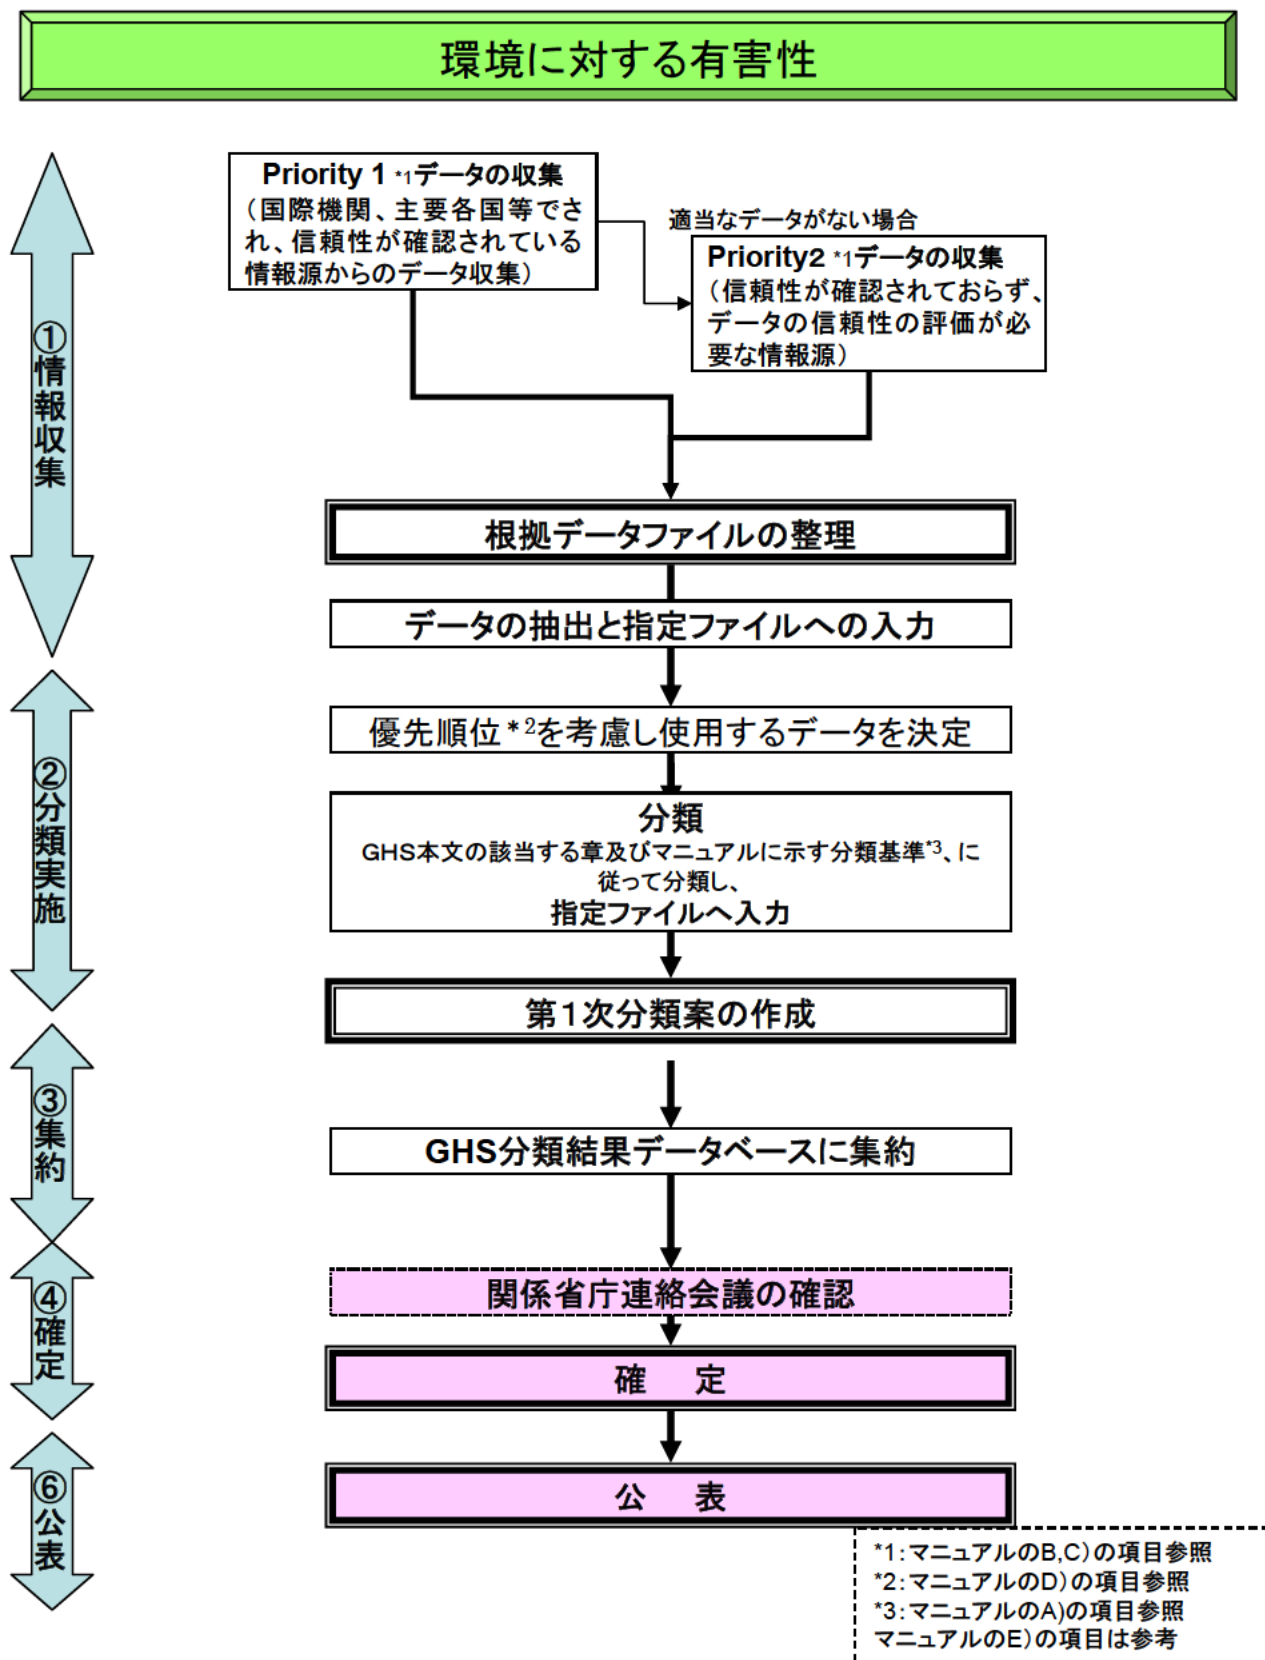 環境に対する有害性
Priority 1 *1データの収集
（国際機関、主要各国等でさ
れ、信頼性が確認されている
情報源からのデータ収集）
適当なデータがない場合
Priority2 *1データの収集
（信頼性が確認されておらず、
データの信頼性の評価が必
要な情報源）
①情報収集
根拠データファイルの整理
データの抽出と指定ファイルへの入力
②分類実施
優先順位*2を考慮し使用するデータを決定
分類
GHS本文の該当する章及びマニュアルに示す分類基準*3、に
従って分類し、
指定ファイルへ入力
第1次分類案の作成
③集約
GHS分類結果データベースに集約
④確定
関係省庁連絡会議の確認
確　定
⑥公表
公　表
*1:マニュアルのB,C)の項目参照
*2:マニュアルのD)の項目参照
*3:マニュアルのA)の項目参照
マニュアルのE)の項目は参考